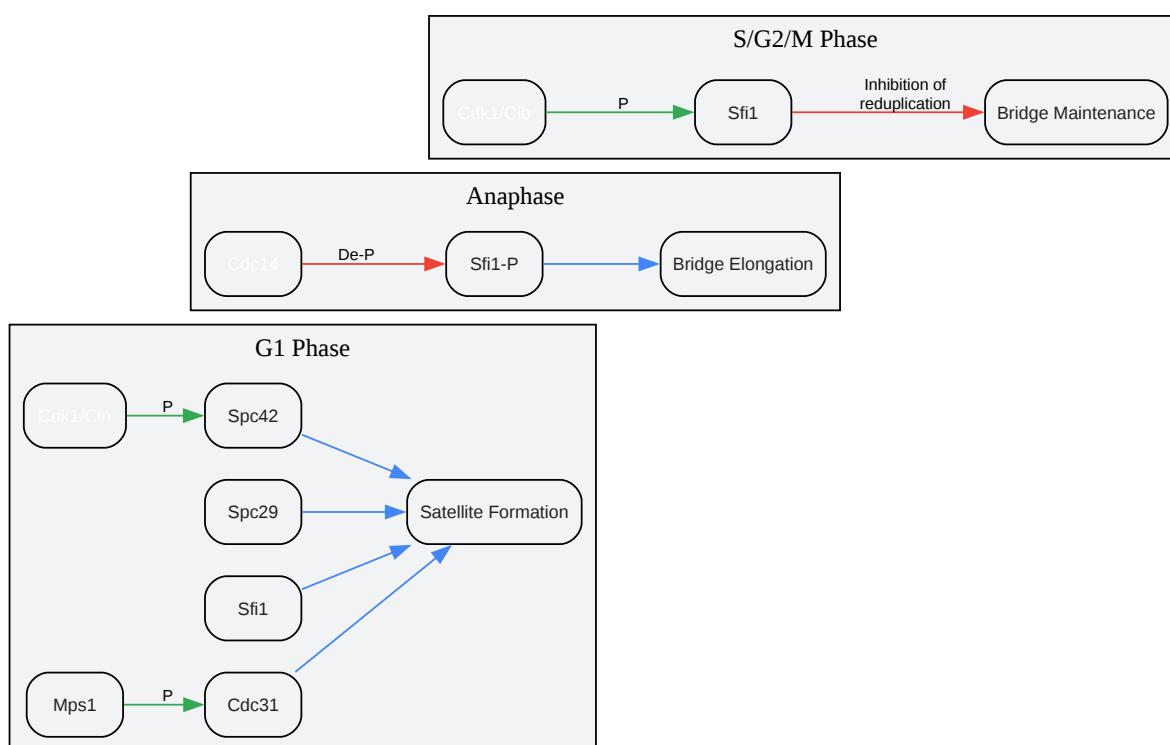 S/G2/M Phase
Cdk1/Clb
P
Sfi1
Inhibition of
reduplication
Bridge Maintenance
Anaphase
Cdc14
De-P
Sfi1-P
Bridge Elongation
G1 Phase
Cdk1/Cln
P
Spc42
Spc29
Satellite Formation
Sfi1
Mps1
P
Cdc31